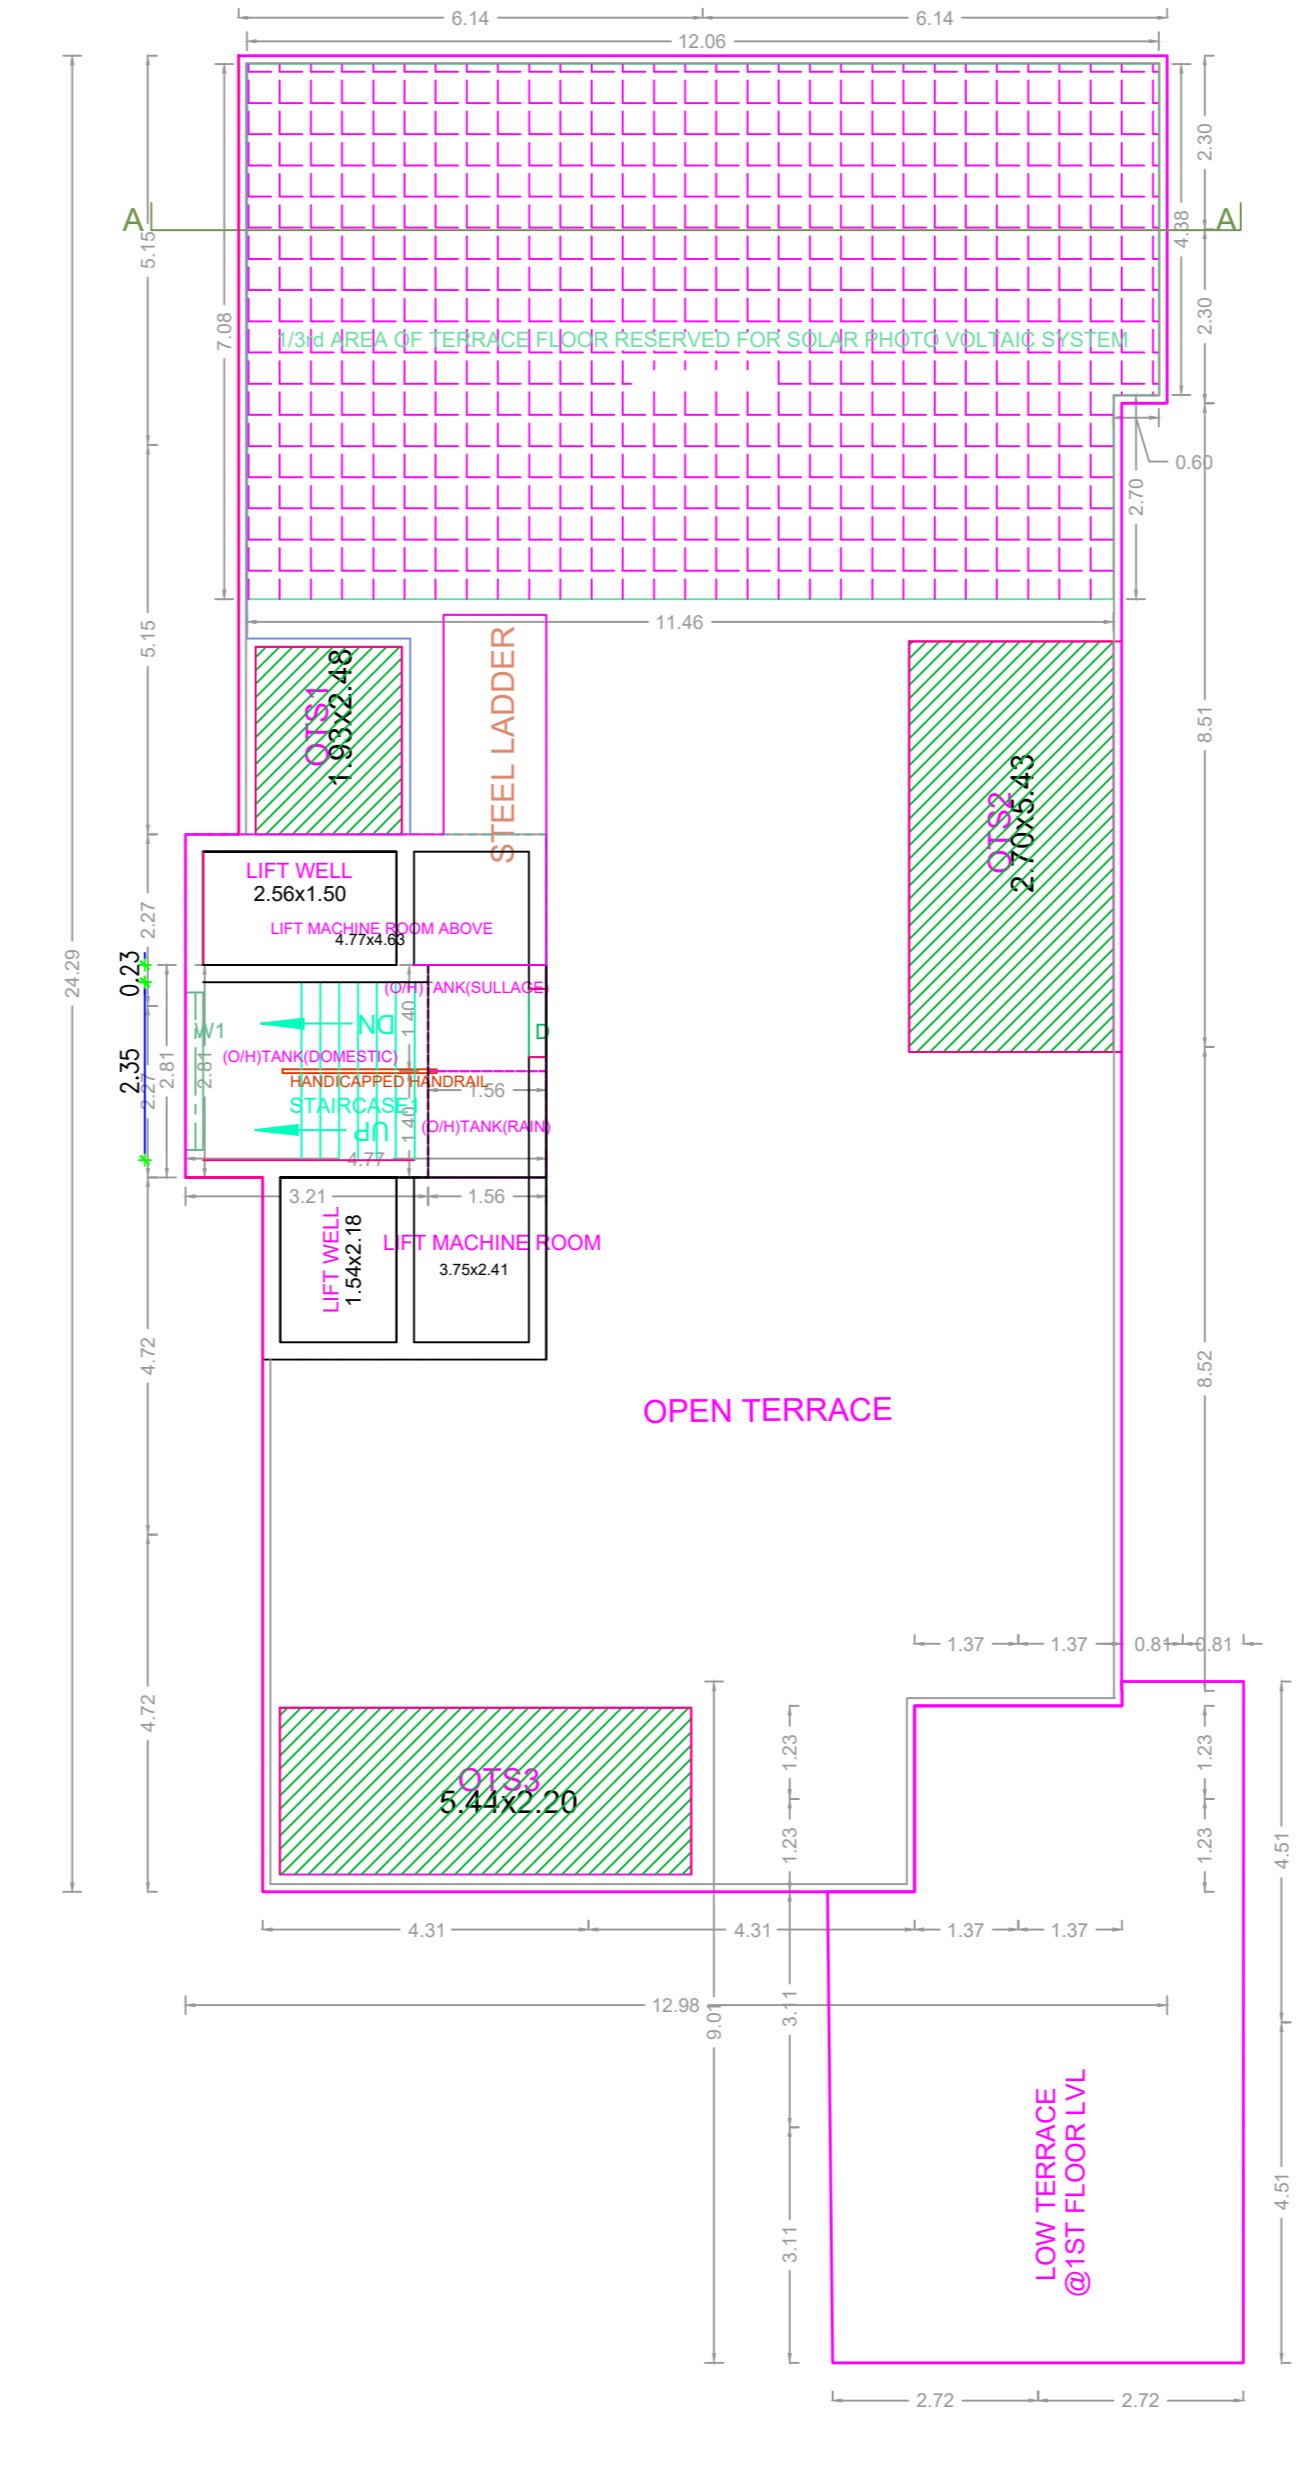 6.14
6.14
12.06
2.30
A
A
5.15
4.38
7.08
2.30
1/3rd AREA OF TERRACE FLOOR RESERVED FOR SOLAR PHOTO VOLTAIC SYSTEM
0.60
2.70
11.46
5.15
OTS1
1.93x2.48
STEEL LADDER
8.51
OTS2
2.70x5.43
LIFT WELL
2.56x1.50
2.27
LIFT MACHINE ROOM ABOVE
4.77x4.63
24.29
0.23
(O/H)TANK(SULLAGE)
1.40
DN
W1
D
(O/H)TANK(DOMESTIC)
2.35
2.27
2.81
2.81
HANDICAPPED HANDRAIL
1.56
STAIRCASE1
1.40
UP
(O/H)TANK(RAIN)
4.77
3.21
1.56
LIFT WELL
1.54x2.18
LIFT MACHINE ROOM
3.75x2.41
4.72
8.52
OPEN TERRACE
1.37
1.37
0.81
0.81
4.72
1.23
1.23
OTS3
5.44x2.20
1.23
1.23
4.51
4.31
4.31
1.37
1.37
12.98
9.01
3.11
LOW TERRACE
@1ST FLOOR LVL
4.51
3.11
2.72
2.72